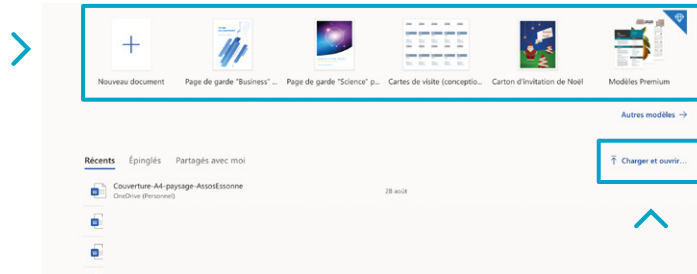 Nouveau document
Page de garde "Business" ...
Page de garde "Science" p...
Cartes de visite (conceptio...
Carton d'invitation de Noël
Modèles Premium
Autres modèles →
Récents Épinglés Partagés avec moi
Charger et ouvrir...
Couverture-A4-paysage-AssosEssonne
OneDrive (Personnel)
28 août